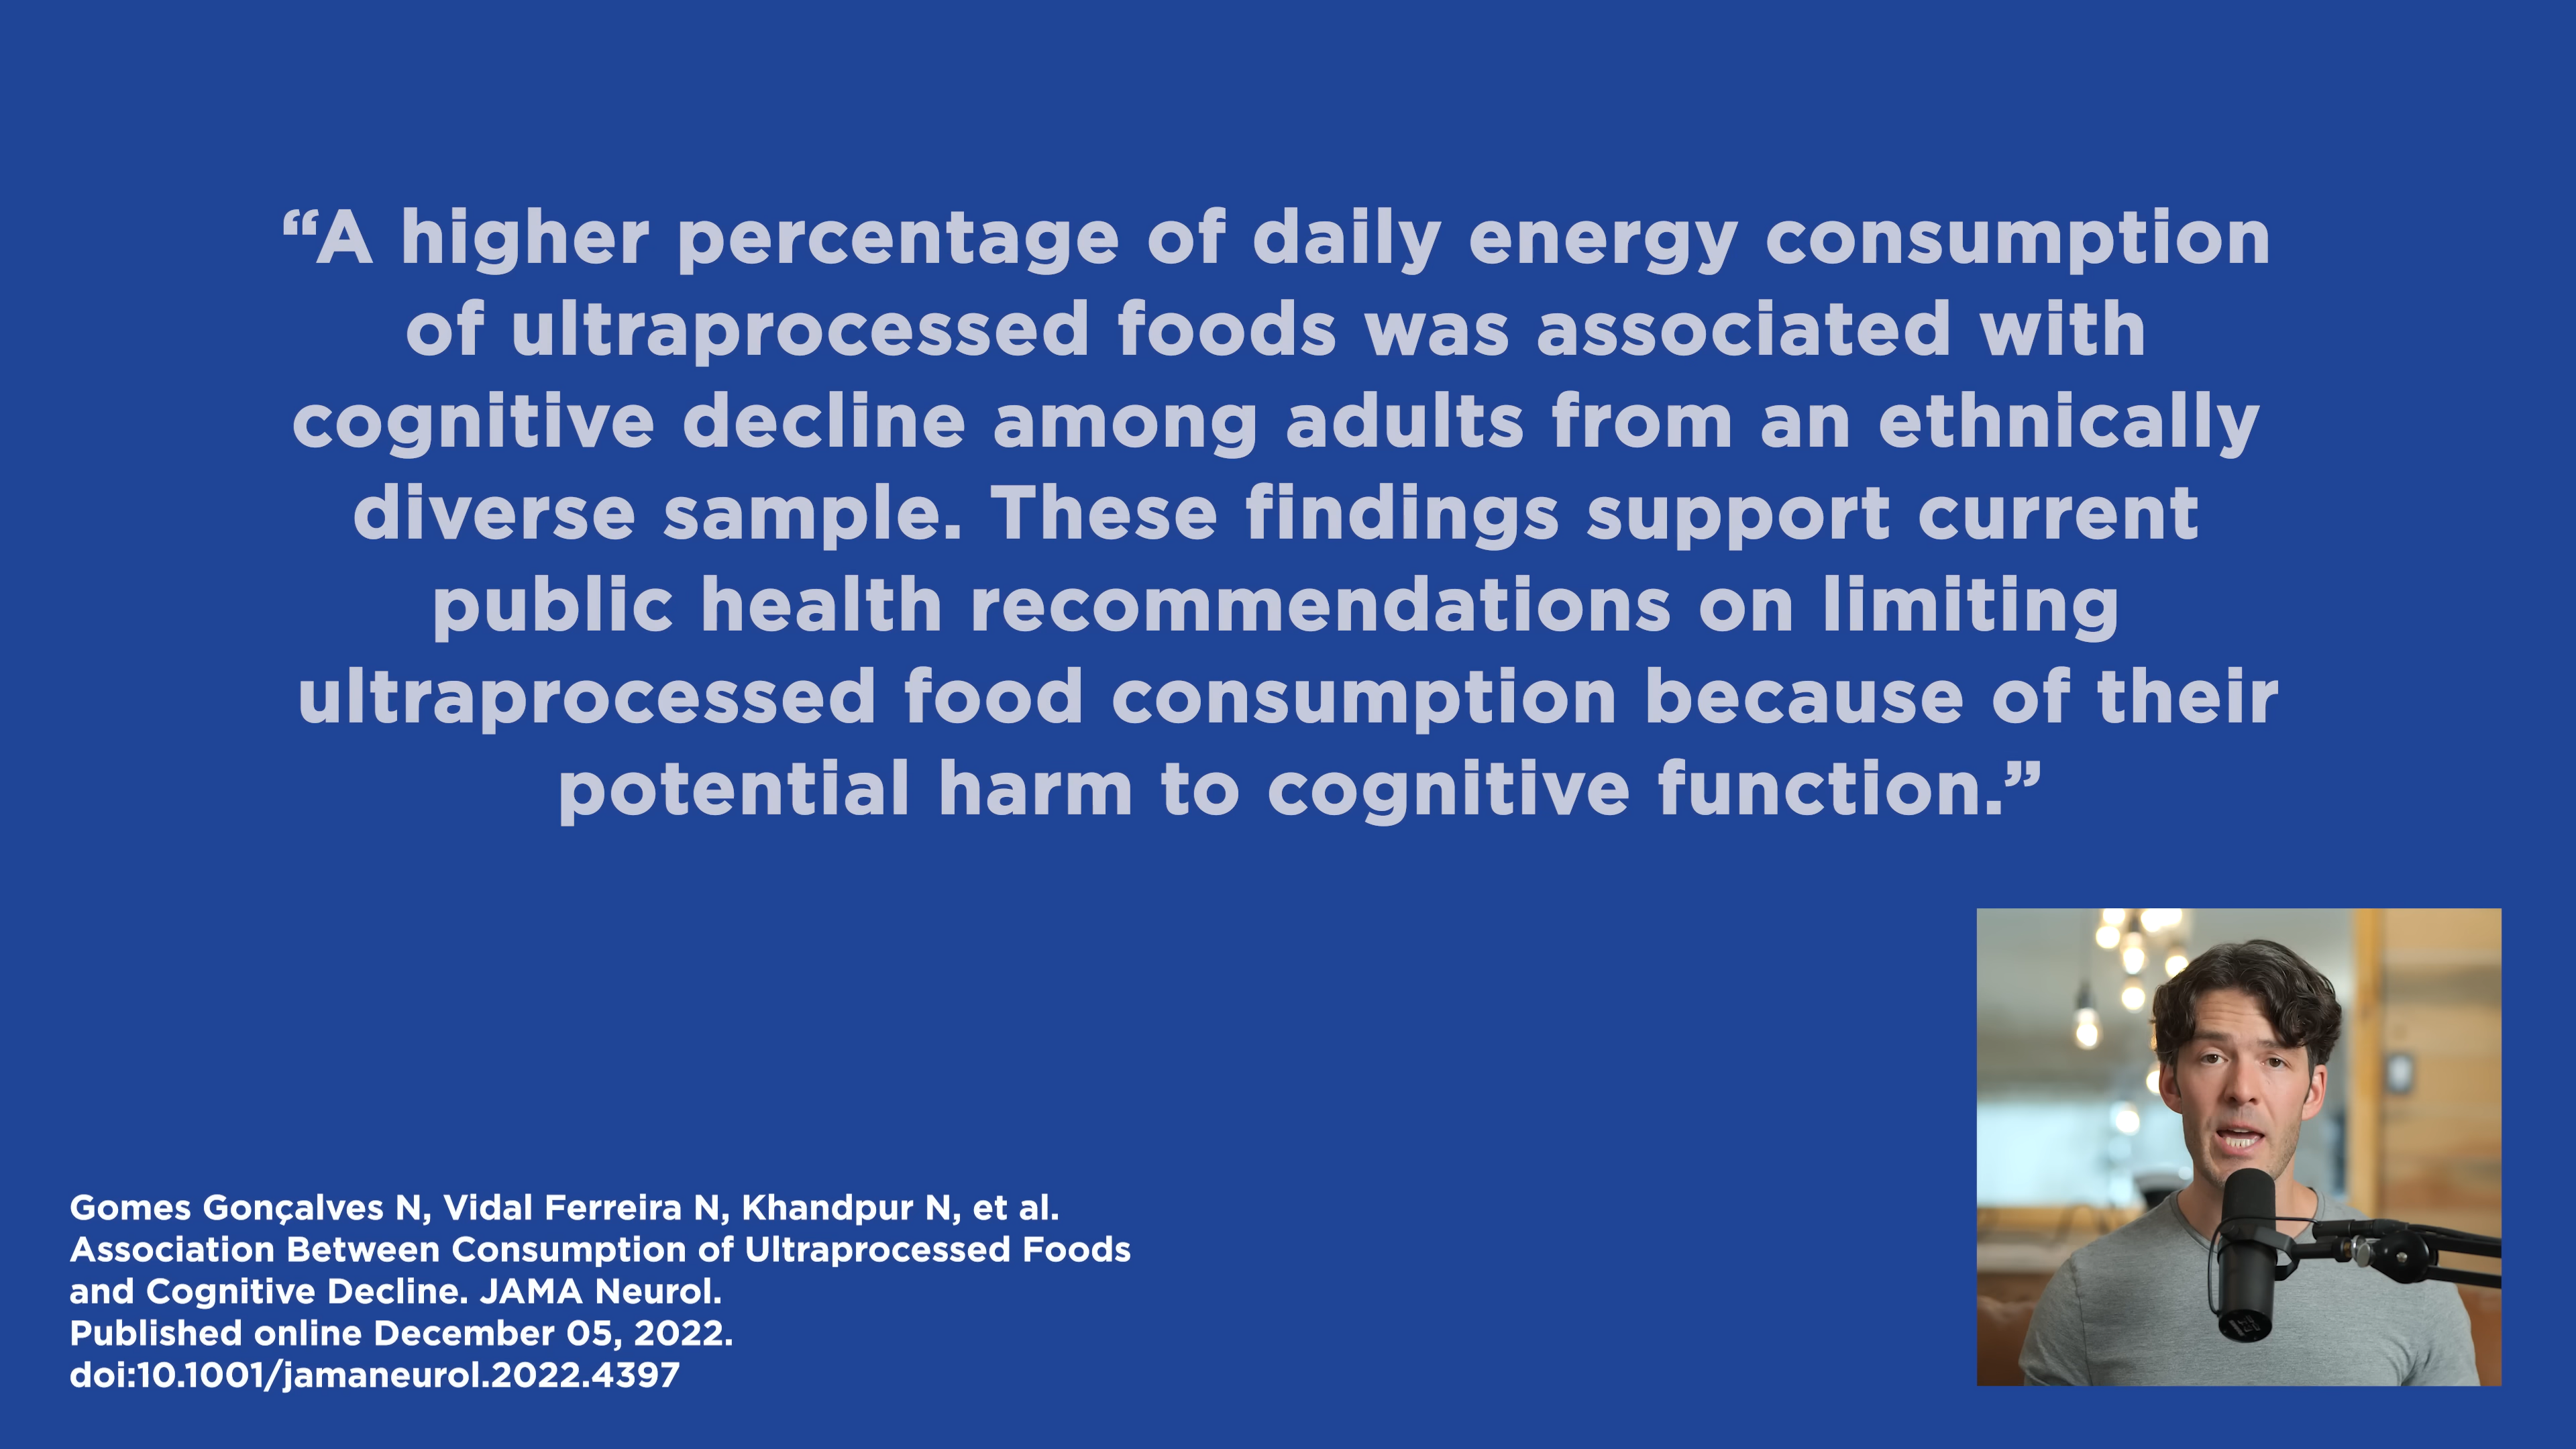 “A higher percentage of daily energy consumption
of ultraprocessed foods was associated with
cognitive decline among adults from an ethnically
diverse sample. These findings support current
public health recommendations on limiting
ultraprocessed food consumption because of their
potential harm to cognitive function.”
Gomes Gonçalves N, Vidal Ferreira N, Khandpur N, et al.
Association Between Consumption of Ultraprocessed Foods
and Cognitive Decline. JAMA Neurol.
Published online December 05, 2022.
doi:10.1001/jamaneurol.2022.4397